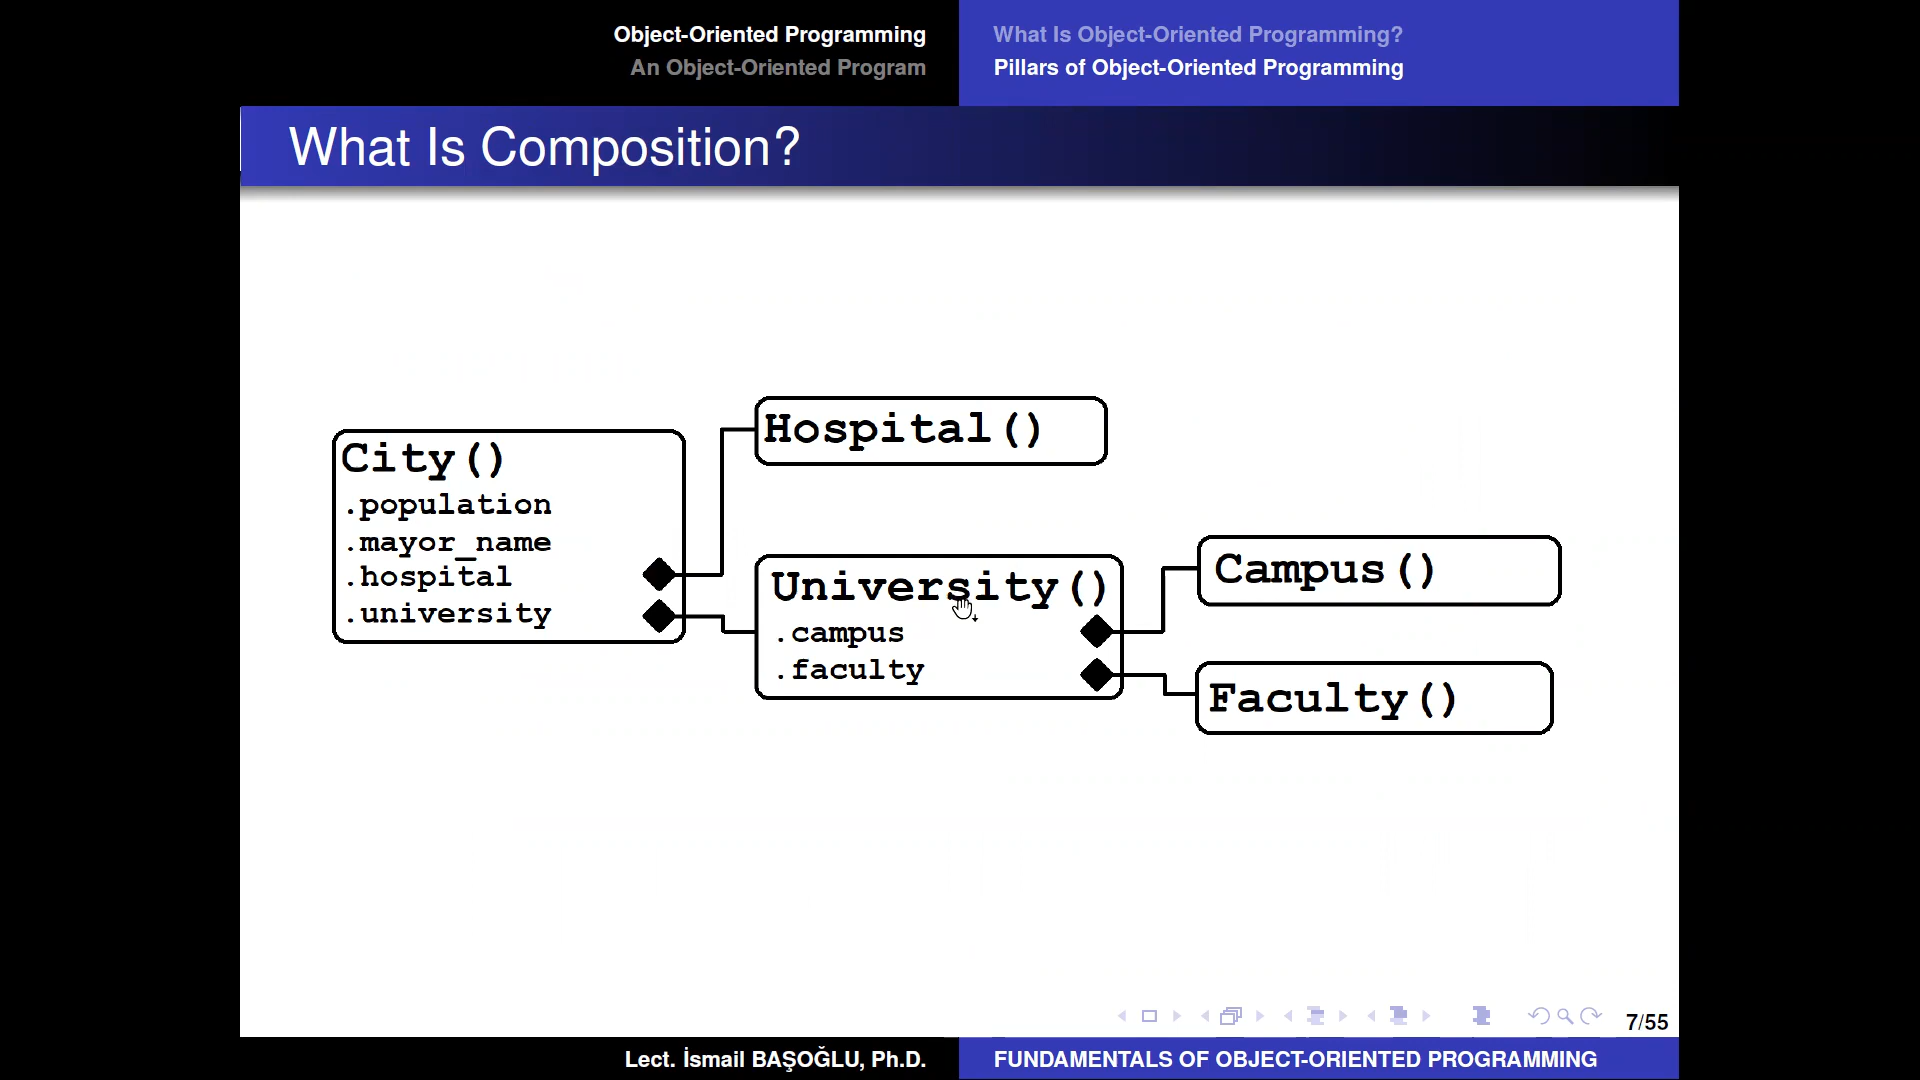 Object-Oriented Programming
An Object-Oriented Program
What Is Object-Oriented Programming?
Pillars of Object-Oriented Programming
What Is Composition?
City()
.population
.mayor_name
.hospital
.university
Hospital()
University()
.campus
.faculty
Campus()
Faculty()
7/55
Lect. İsmail BAŞOĞLU, Ph.D.
FUNDAMENTALS OF OBJECT-ORIENTED PROGRAMMING